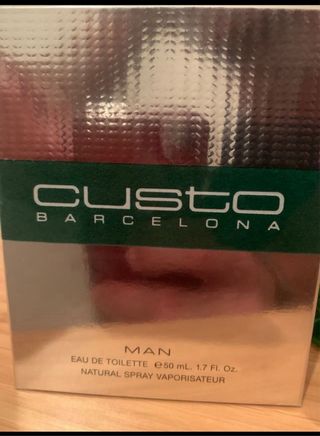 custo
BARCELONA
MAN
EAU DE TOILETTE ℮50 mL. 1.7 Fl. Oz.
NATURAL SPRAY VAPORISATEUR